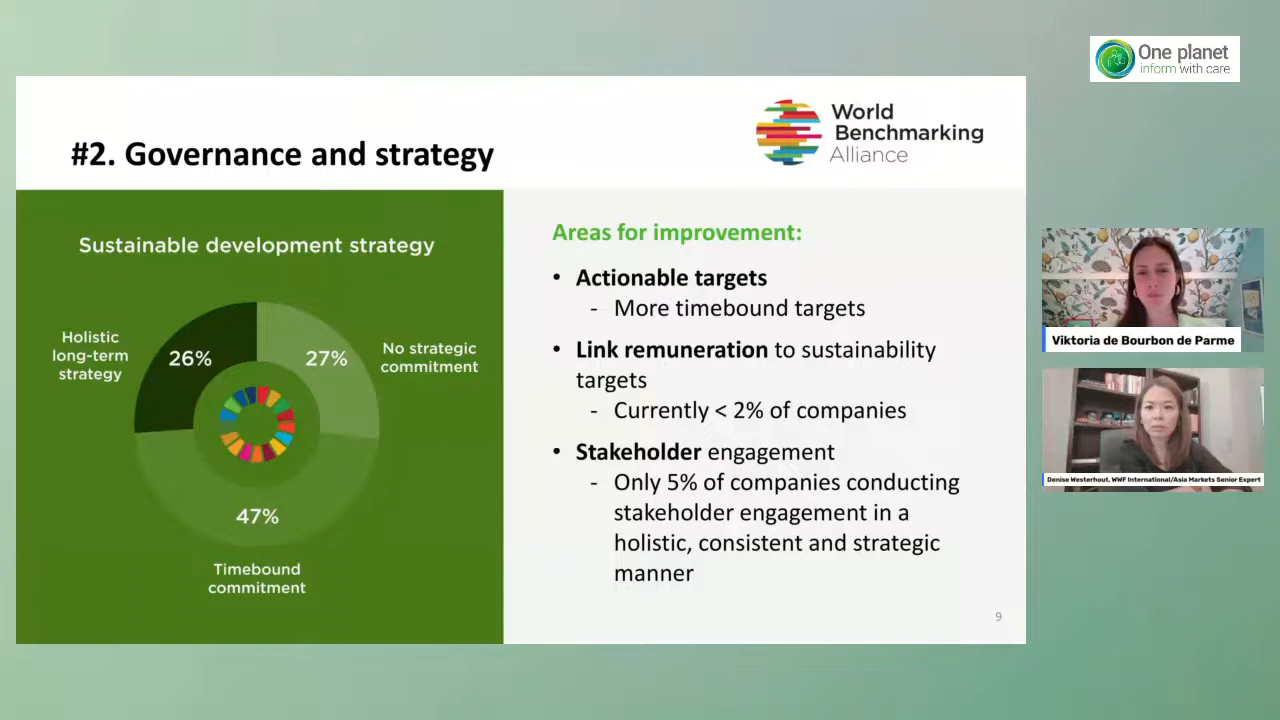 One planet
inform with care
World
Benchmarking
Alliance
#2. Governance and strategy
Sustainable development strategy
Holistic
long-term
strategy
26%
27%
No strategic
commitment
47%
Timebound
commitment
Areas for improvement:
• Actionable targets
- More timebound targets
• Link remuneration to sustainability
targets
- Currently < 2% of companies
• Stakeholder engagement
- Only 5% of companies conducting
stakeholder engagement in a
holistic, consistent and strategic
manner
9
Viktoria de Bourbon de Parme
Denise Westerhout, WWF International/Asia Markets Senior Expert